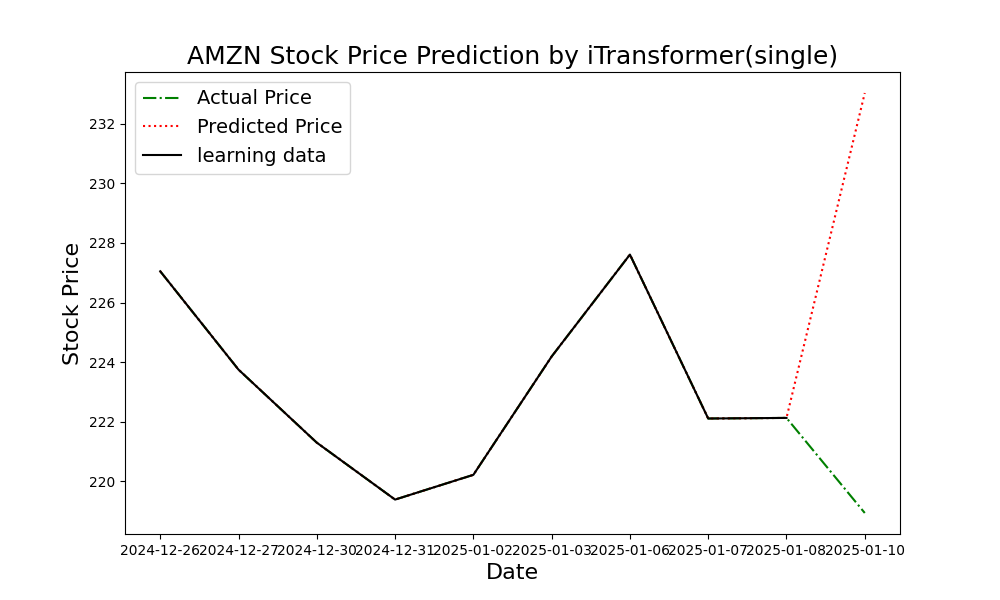 AMZN Stock Price Prediction by iTransformer(single)
Actual Price
Predicted Price
learning data
Stock Price
232
230
228
226
224
222
220
2024-12-26 2024-12-27 2024-12-30 2024-12-31 2025-01-02 2025-01-03 2025-01-06 2025-01-07 2025-01-08 2025-01-10
Date